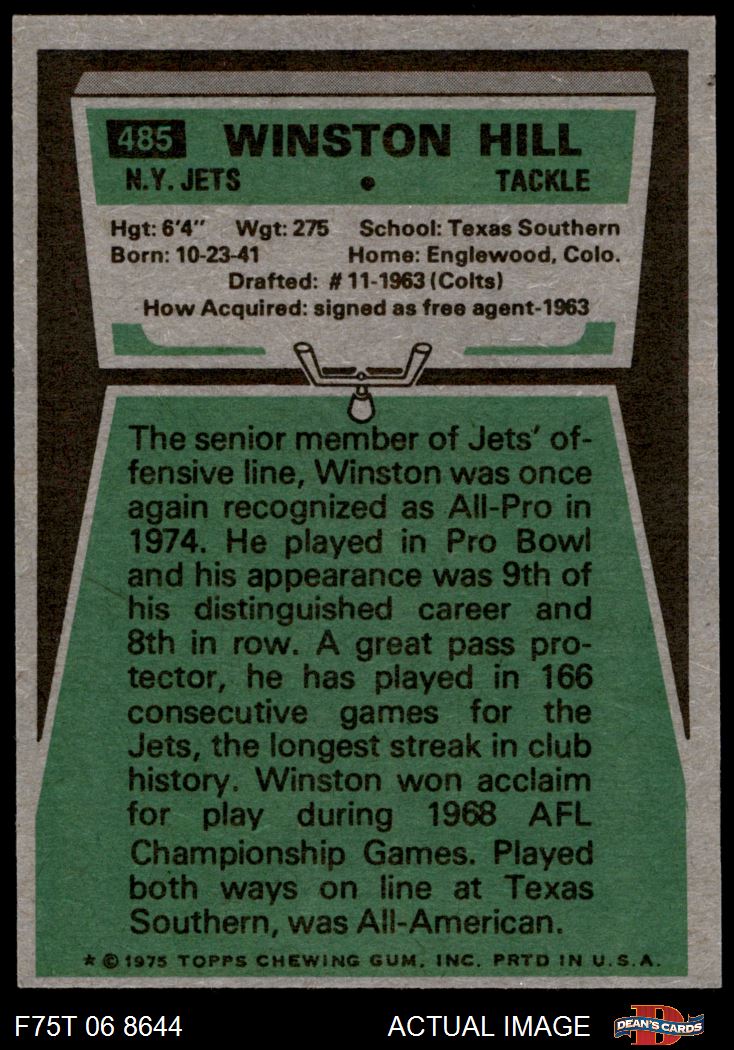 485 WINSTON HILL
N.Y. JETS • TACKLE
Hgt: 6'4" Wgt: 275 School: Texas Southern
Born: 10-23-41 Home: Englewood, Colo.
Drafted: #11-1963 (Colts)
How Acquired: signed as free agent-1963
The senior member of Jets' of-
fensive line, Winston was once
again recognized as All-Pro in
1974. He played in Pro Bowl
and his appearance was 9th of
his distinguished career and
8th in row. A great pass pro-
tector, he has played in 166
consecutive games for the
Jets, the longest streak in club
history. Winston won acclaim
for play during 1968 AFL
Championship Games. Played
both ways on line at Texas
Southern, was All-American.
* © 1975 TOPPS CHEWING GUM, INC. PRTD IN U.S.A.
F75T 06 8644 ACTUAL IMAGE D DEAN'S CARDS